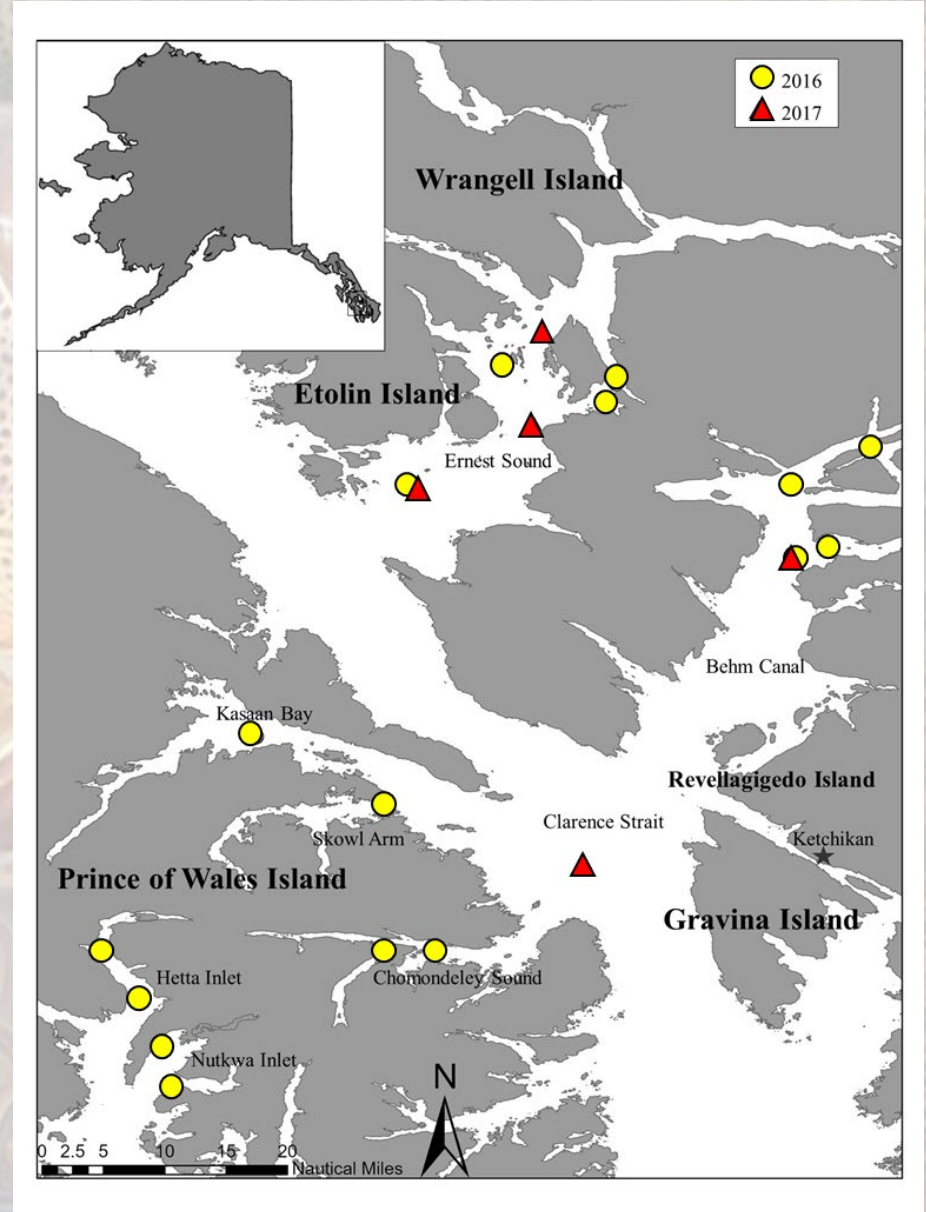 2016
2017
Wrangell Island
Etolin Island
Ernest Sound
Behm Canal
Kasaan Bay
Revellagigedo Island
Clarence Strait
Skowl Arm
Ketchikan
Prince of Wales Island
Gravina Island
Hetta Inlet
Chomondeley Sound
Nutkwa Inlet
N
0 2.5 5 10 15 20
Nautical Miles